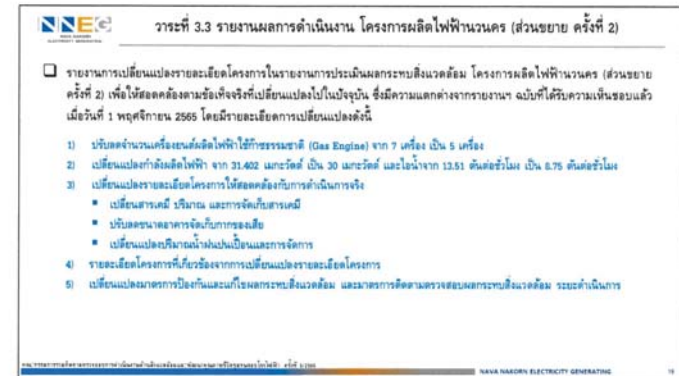 NNEG
NAVA NAKORN
ELECTRICITY GENERATING
วาระที่ 3.3 รายงานผลการดำเนินงาน โครงการผลิตไฟฟ้านวนคร (ส่วนขยาย ครั้งที่ 2)
รายงานการเปลี่ยนแปลงรายละเอียดโครงการในรายงานการประเมินผลกระทบสิ่งแวดล้อม โครงการผลิตไฟฟ้านวนคร (ส่วนขยาย
ครั้งที่ 2) เพื่อให้สอดคล้องตามข้อเท็จจริงที่เปลี่ยนแปลงไปในปัจจุบัน ซึ่งมีความแตกต่างจากรายงานฯ ฉบับที่ได้รับความเห็นชอบแล้ว
เมื่อวันที่ 1 พฤศจิกายน 2565 โดยมีรายละเอียดการเปลี่ยนแปลงดังนี้
1) ปรับลดจำนวนเครื่องยนต์ผลิตไฟฟ้าใช้ก๊าซธรรมชาติ (Gas Engine) จาก 7 เครื่อง เป็น 5 เครื่อง
2) เปลี่ยนแปลงกำลังผลิตไฟฟ้า จาก 31.402 เมกะวัตต์ เป็น 30 เมกะวัตต์ และไอน้ำจาก 13.51 ตันต่อชั่วโมง เป็น 8.75 ตันต่อชั่วโมง
3) เปลี่ยนแปลงรายละเอียดโครงการให้สอดคล้องกับการดำเนินการจริง
▪ เปลี่ยนสารเคมี ปริมาณ และการจัดเก็บสารเคมี
▪ ปรับลดขนาดอาคารจัดเก็บกากของเสีย
▪ เปลี่ยนแปลงปริมาณน้ำฝนปนเปื้อนและการจัดการ
4) รายละเอียดโครงการที่เกี่ยวข้องจากการเปลี่ยนแปลงรายละเอียดโครงการ
5) เปลี่ยนแปลงมาตรการป้องกันและแก้ไขผลกระทบสิ่งแวดล้อม และมาตรการติดตามตรวจสอบผลกระทบสิ่งแวดล้อม ระยะดำเนินการ
NAVA NAKORN ELECTRICITY GENERATING